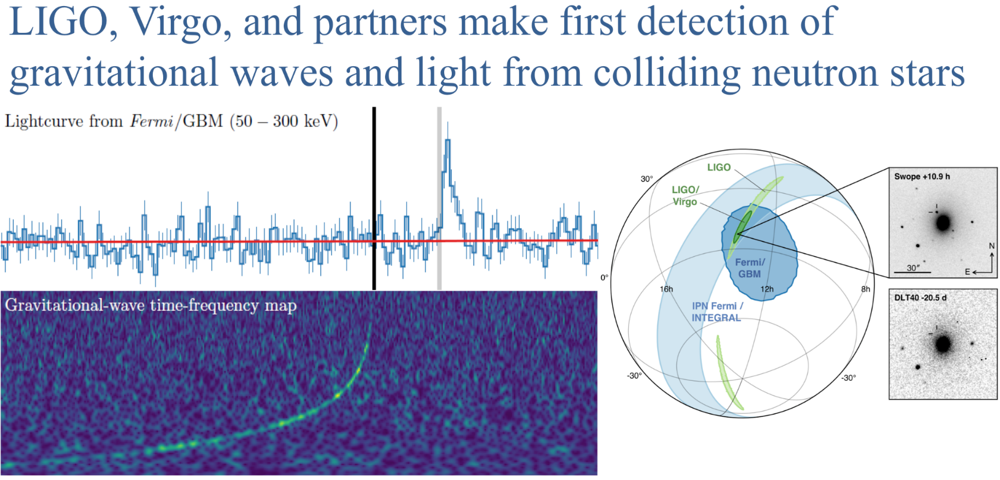 LIGO, Virgo, and partners make first detection of
gravitational waves and light from colliding neutron stars
Lightcurve from Fermi/GBM (50 – 300 keV)
Gravitational-wave time-frequency map
LIGO
30°
LIGO/
Virgo
Fermi/
GBM
0°
16h
12h
8h
IPN Fermi /
INTEGRAL
-30°
-30°
Swope +10.9 h
N
30"
E
DLT40 -20.5 d